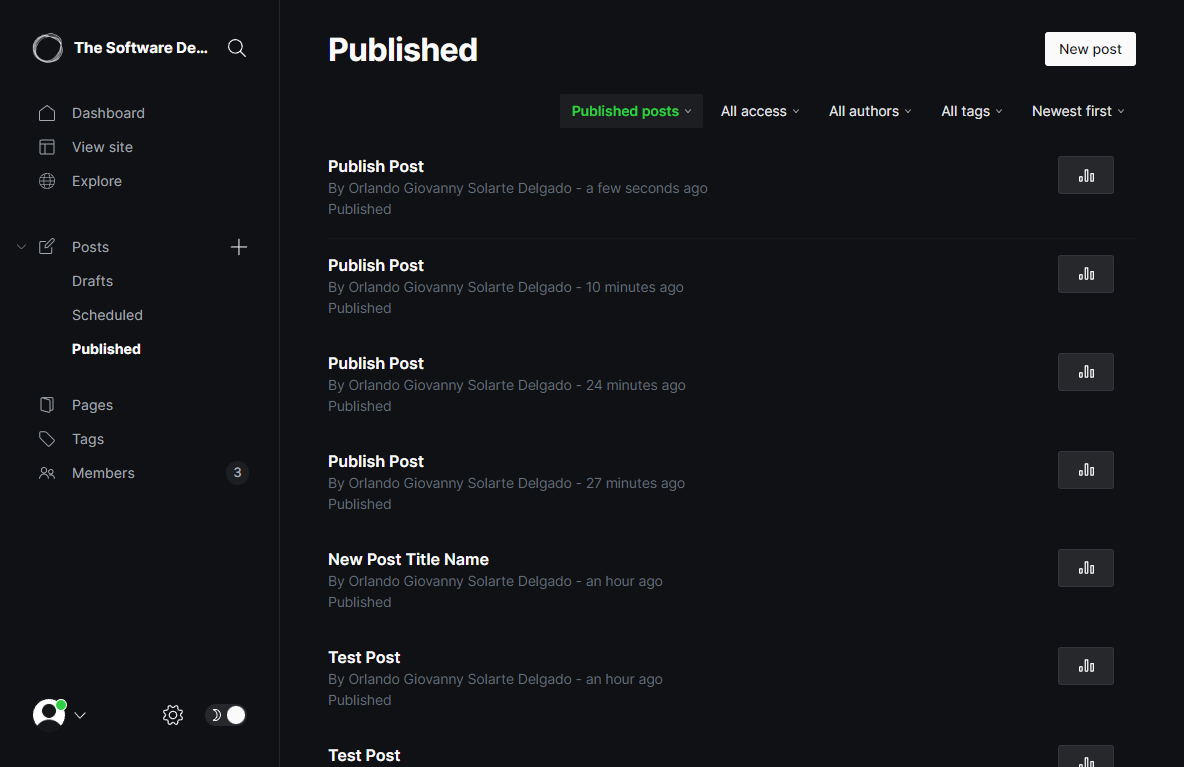 The Software De...
Dashboard
View site
Explore
Posts
Drafts
Scheduled
Published
Pages
Tags
Members
3
Published
New post
Published posts
All access
All authors
All tags
Newest first
Publish Post
By Orlando Giovanny Solarte Delgado - a few seconds ago
Published
Publish Post
By Orlando Giovanny Solarte Delgado - 10 minutes ago
Published
Publish Post
By Orlando Giovanny Solarte Delgado - 24 minutes ago
Published
Publish Post
By Orlando Giovanny Solarte Delgado - 27 minutes ago
Published
New Post Title Name
By Orlando Giovanny Solarte Delgado - an hour ago
Published
Test Post
By Orlando Giovanny Solarte Delgado - an hour ago
Published
Test Post